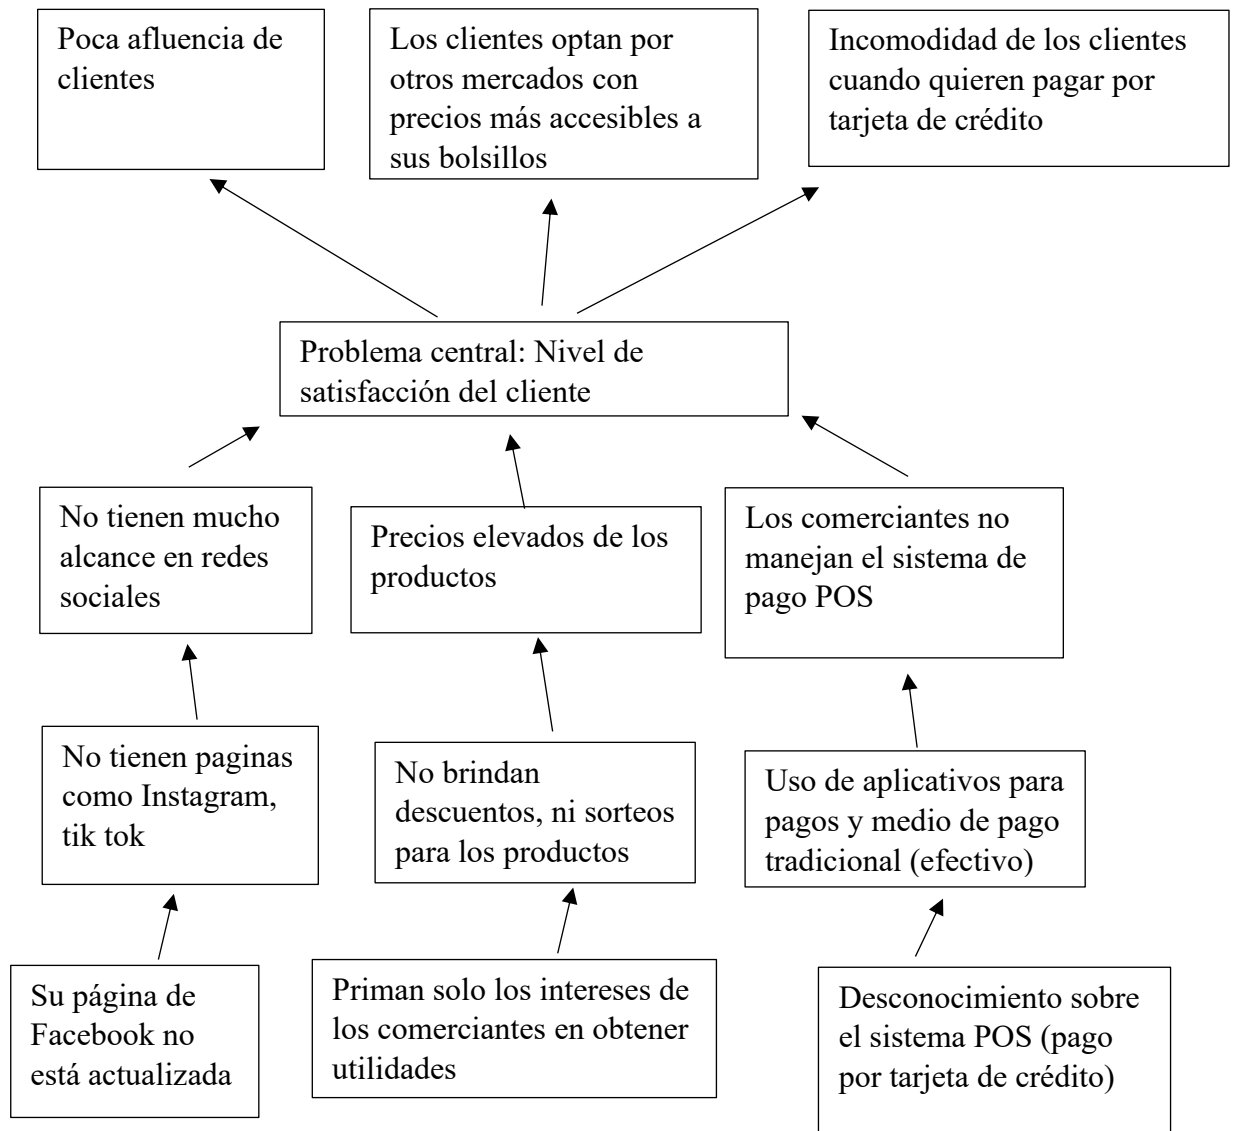 Poca afluencia de
clientes
Los clientes optan por
otros mercados con
precios más accesibles a
sus bolsillos
Incomodidad de los clientes
cuando quieren pagar por
tarjeta de crédito
Problema central: Nivel de
satisfacción del cliente
No tienen mucho
alcance en redes
sociales
Precios elevados de los
productos
Los comerciantes no
manejan el sistema de
pago POS
No tienen paginas
como Instagram,
tik tok
No brindan
descuentos, ni sorteos
para los productos
Uso de aplicativos para
pagos y medio de pago
tradicional (efectivo)
Su página de
Facebook no
está actualizada
Priman solo los intereses de
los comerciantes en obtener
utilidades
Desconocimiento sobre
el sistema POS (pago
por tarjeta de crédito)